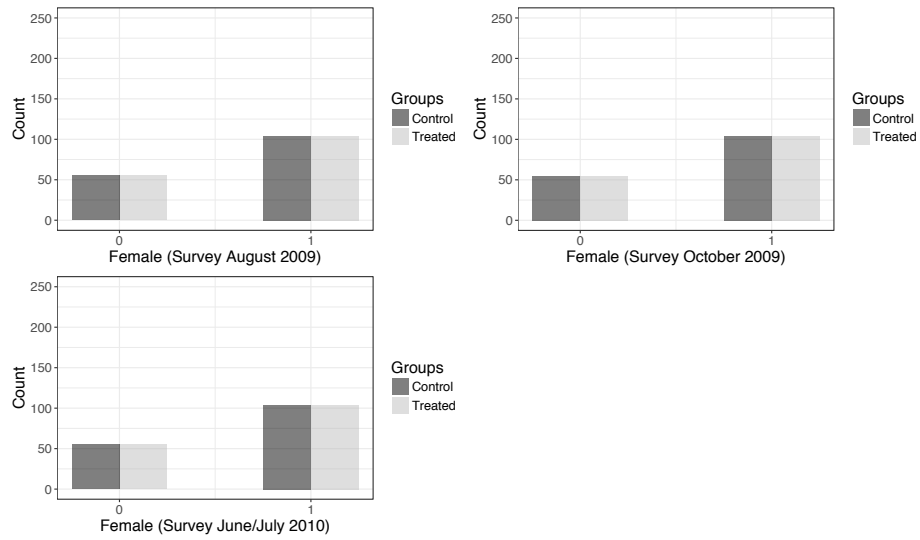 250
200
150
100
50
0
Count
0 1
Female (Survey August 2009)
Groups
Control
Treated
250
200
150
100
50
0
Count
0 1
Female (Survey October 2009)
Groups
Control
Treated
250
200
150
100
50
0
Count
0 1
Female (Survey June/July 2010)
Groups
Control
Treated